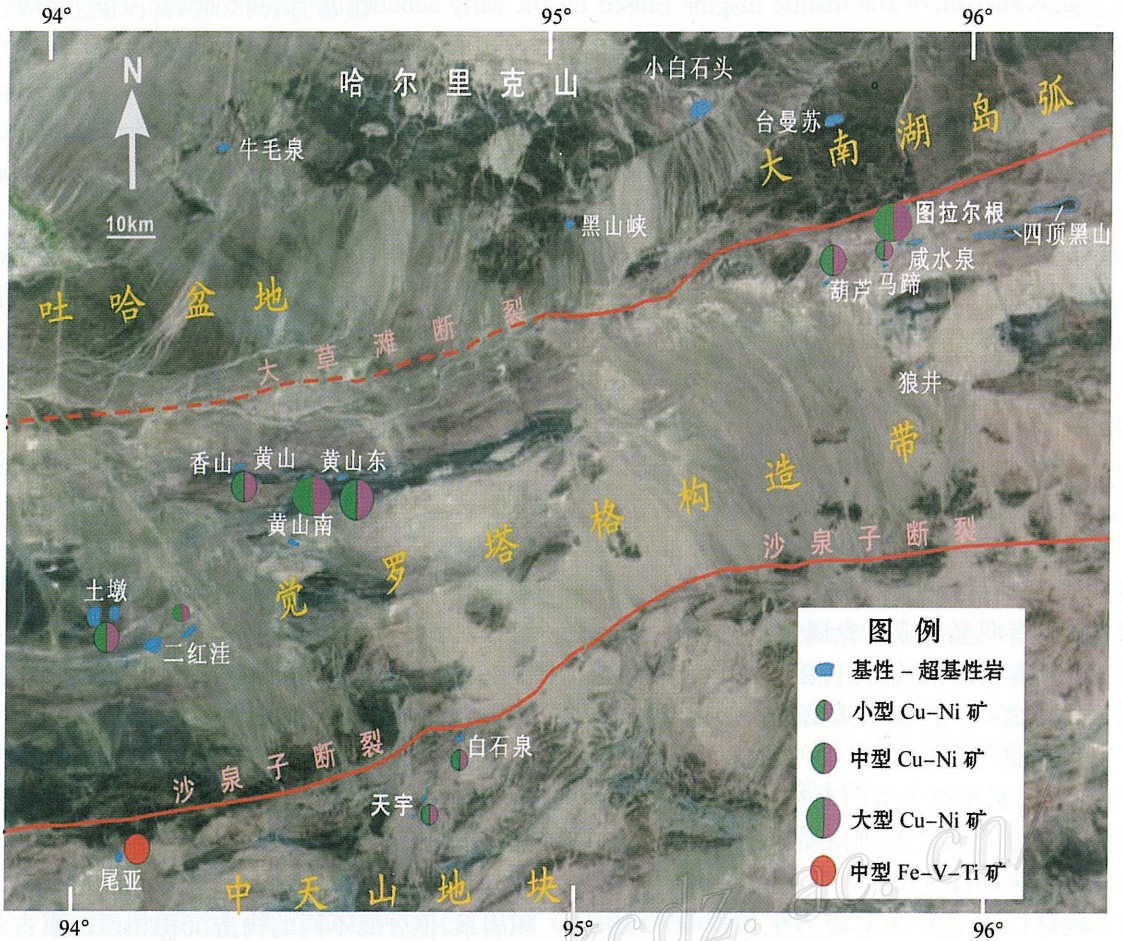 94°
95°
96°
N
10km
哈尔里克山
小白石头
台曼苏
大南湖岛弧
牛毛泉
黑山峡
图拉尔根
四顶黑山
咸水泉
葫芦
马蹄
吐哈盆地
大草滩断裂
狼井
香山
黄山
黄山东
黄山南
觉罗塔格构造带
沙泉子断裂
土墩
二红洼
白石泉
沙泉子断裂
天宇
尾亚
中天山地块
图 例
基性-超基性岩
小型 Cu-Ni 矿
中型 Cu-Ni 矿
大型 Cu-Ni 矿
中型 Fe-V-Ti 矿
94°
95°
96°